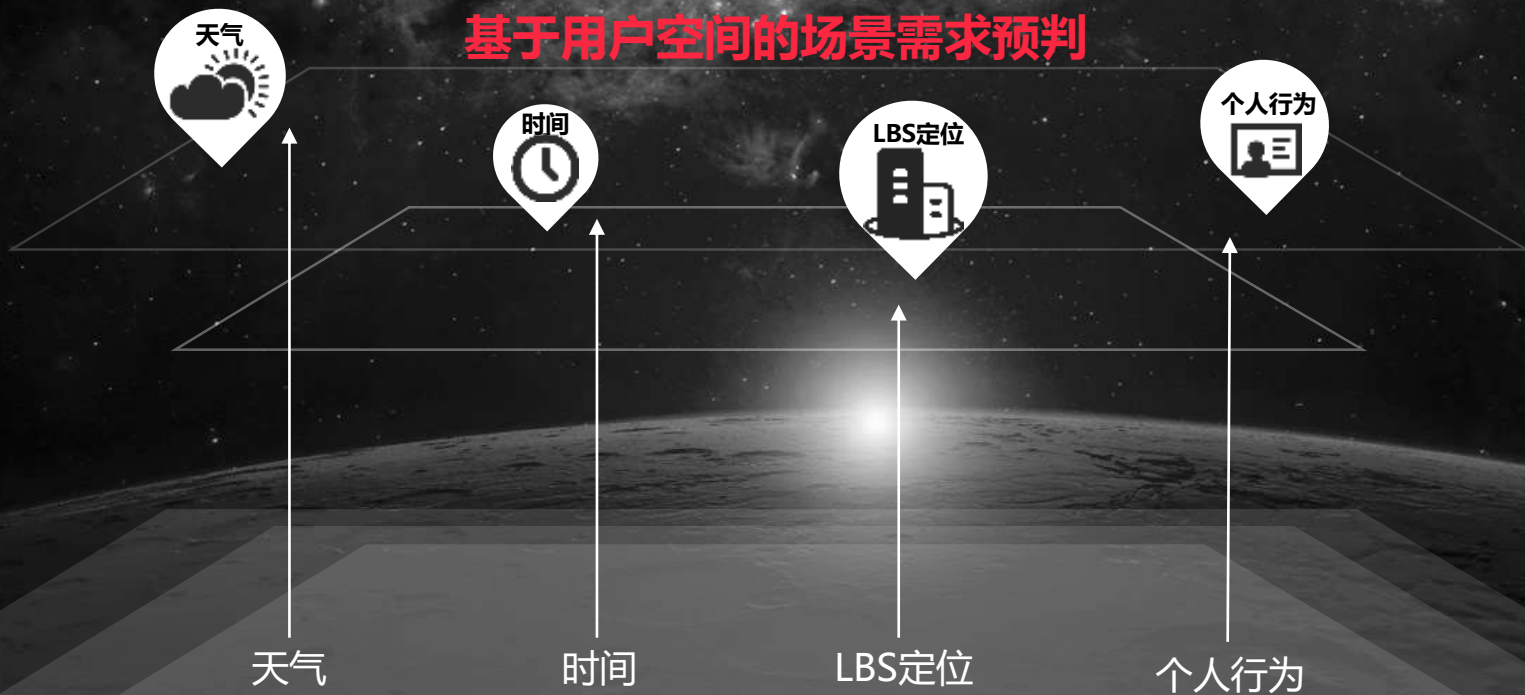 基于用户空间的场景需求预判
天气
时间
LBS定位
个人行为
天气
时间
LBS定位
个人行为